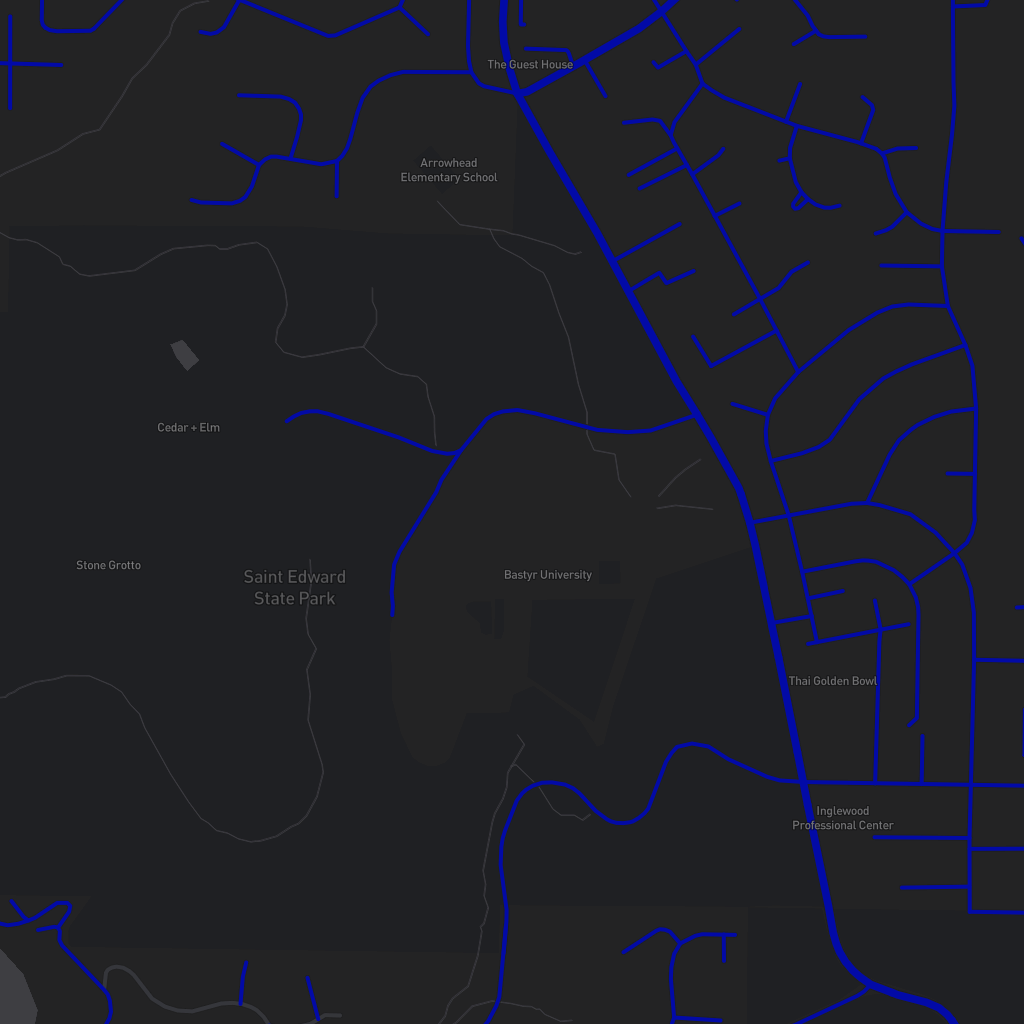 The Guest House
Arrowhead
Elementary School
Cedar + Elm
Stone Grotto
Saint Edward
State Park
Bastyr University
Thai Golden Bowl
Inglewood
Professional Center